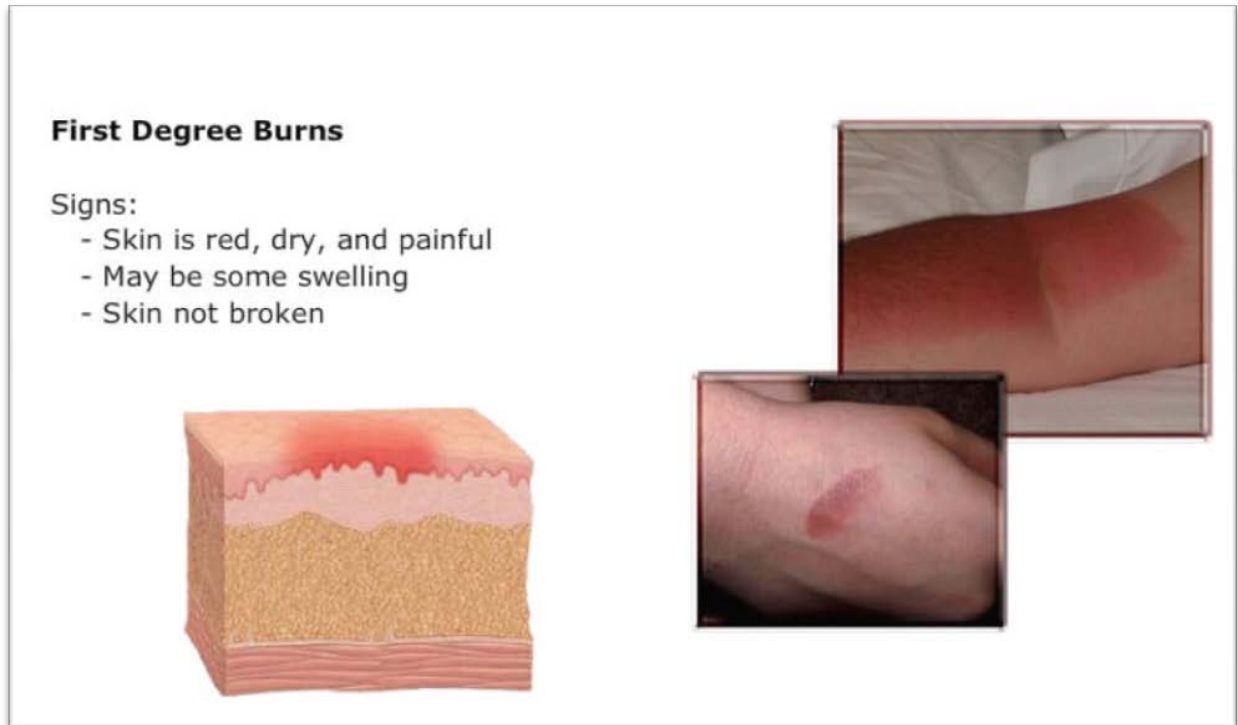 First Degree Burns
Signs:
- Skin is red, dry, and painful
- May be some swelling
- Skin not broken